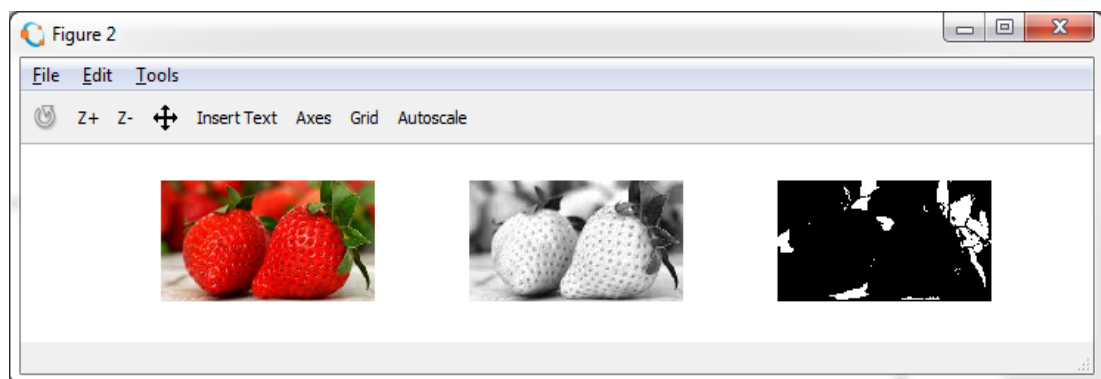 Figure 2
File Edit Tools
Z+ Z- Insert Text Axes Grid Autoscale